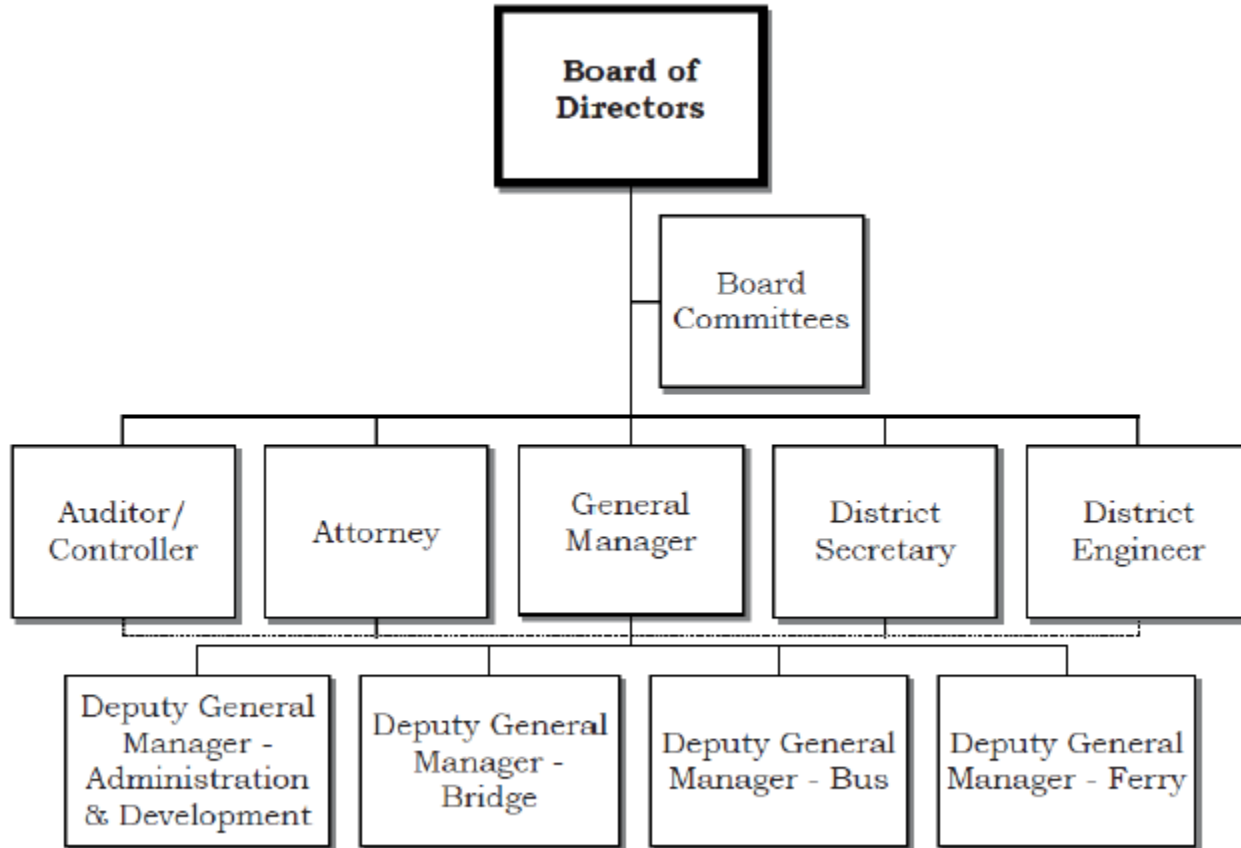 Board of
Directors
Board
Committees
Auditor/
Controller
Attorney
General
Manager
District
Secretary
District
Engineer
Deputy General
Manager -
Administration
& Development
Deputy General
Manager -
Bridge
Deputy General
Manager - Bus
Deputy General
Manager - Ferry